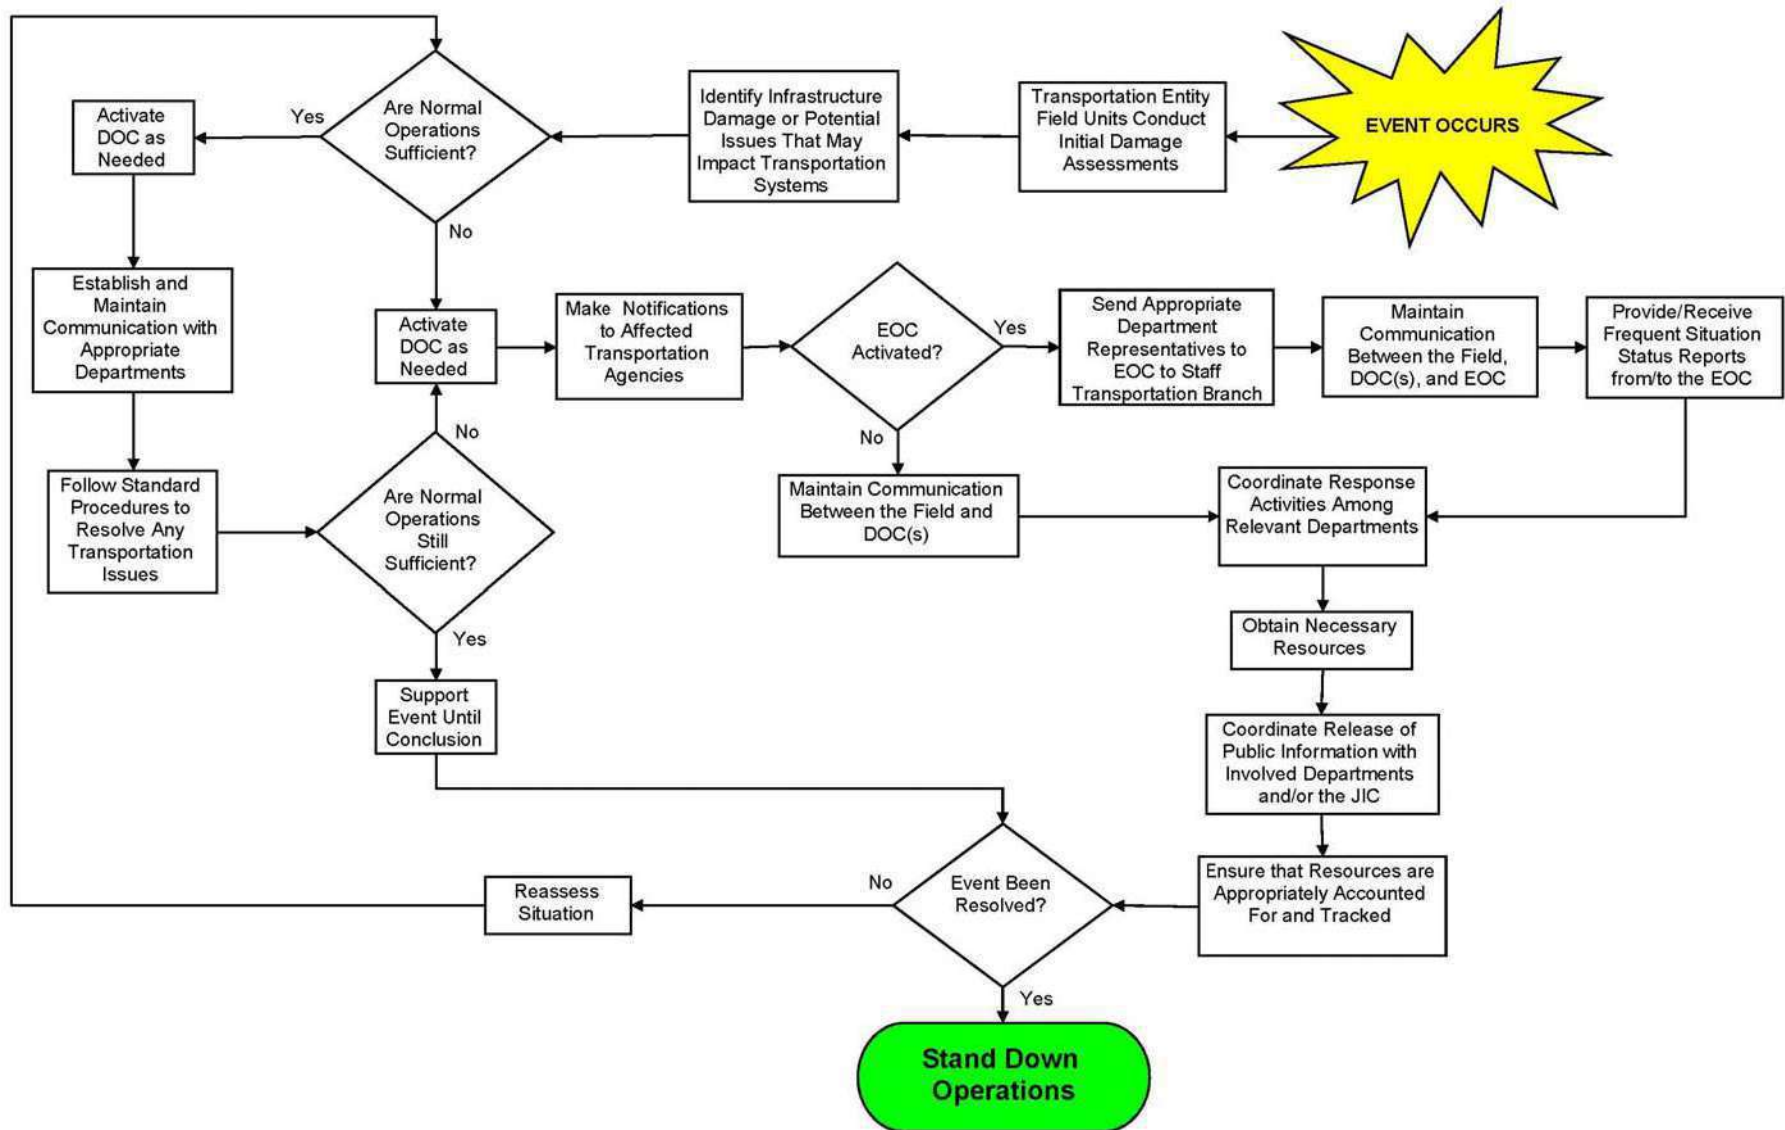 EVENT OCCURS
Transportation Entity
Field Units Conduct
Initial Damage
Assessments
Identify Infrastructure
Damage or Potential
Issues That May
Impact Transportation
Systems
Are Normal
Operations
Sufficient?
Yes
No
Activate
DOC as
Needed
Establish and
Maintain
Communication with
Appropriate
Departments
Follow Standard
Procedures to
Resolve Any
Transportation
Issues
Are Normal
Operations
Still
Sufficient?
No
Yes
Activate
DOC as
Needed
Make Notifications
to Affected
Transportation
Agencies
EOC
Activated?
Yes
No
Send Appropriate
Department
Representatives to
EOC to Staff
Transportation Branch
Maintain
Communication
Between the Field,
DOC(s), and EOC
Provide/Receive
Frequent Situation
Status Reports
from/to the EOC
Maintain Communication
Between the Field and
DOC(s)
Coordinate Response
Activities Among
Relevant Departments
Obtain Necessary
Resources
Coordinate Release of
Public Information with
Involved Departments
and/or the JIC
Ensure that Resources are
Appropriately Accounted
For and Tracked
Support
Event Until
Conclusion
Event Been
Resolved?
No
Yes
Reassess
Situation
Stand Down
Operations